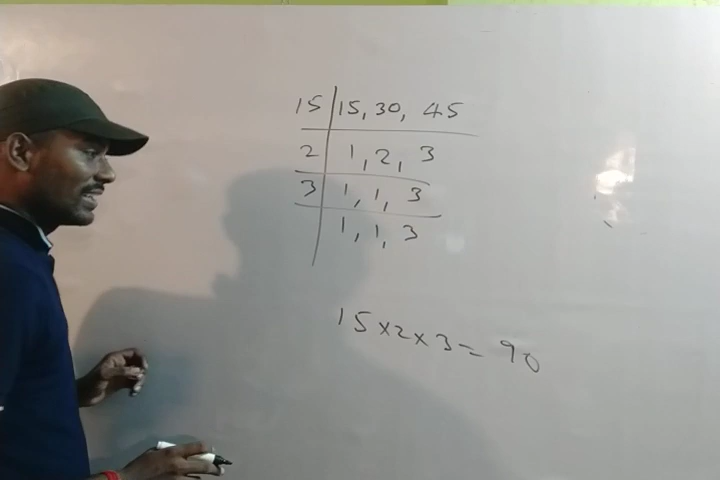 15 | 15, 30, 45
2 | 1, 2, 3
3 | 1, 1, 3
1, 1, 3
15 × 2 × 3 = 90